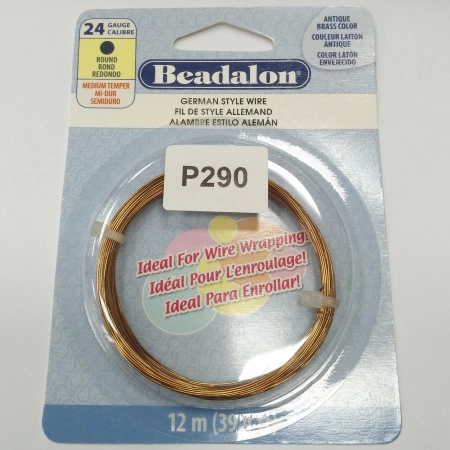 24 GAUGE CALIBRE
ROUND
ROND
REDONDO
MEDIUM TEMPER
MI-DUR
SEMIDURO
ANTIQUE
BRASS COLOR
COULEUR LAITON
ANTIQUE
COLOR LATÓN
ENVEJECIDO
Beadalon
GERMAN STYLE WIRE
FIL DE STYLE ALLEMAND
ALAMBRE ESTILO ALEMÁN
P290
Ideal For Wire Wrapping!
Idéal Pour L'enroulage!
Ideal Para Enrollar!
12 m